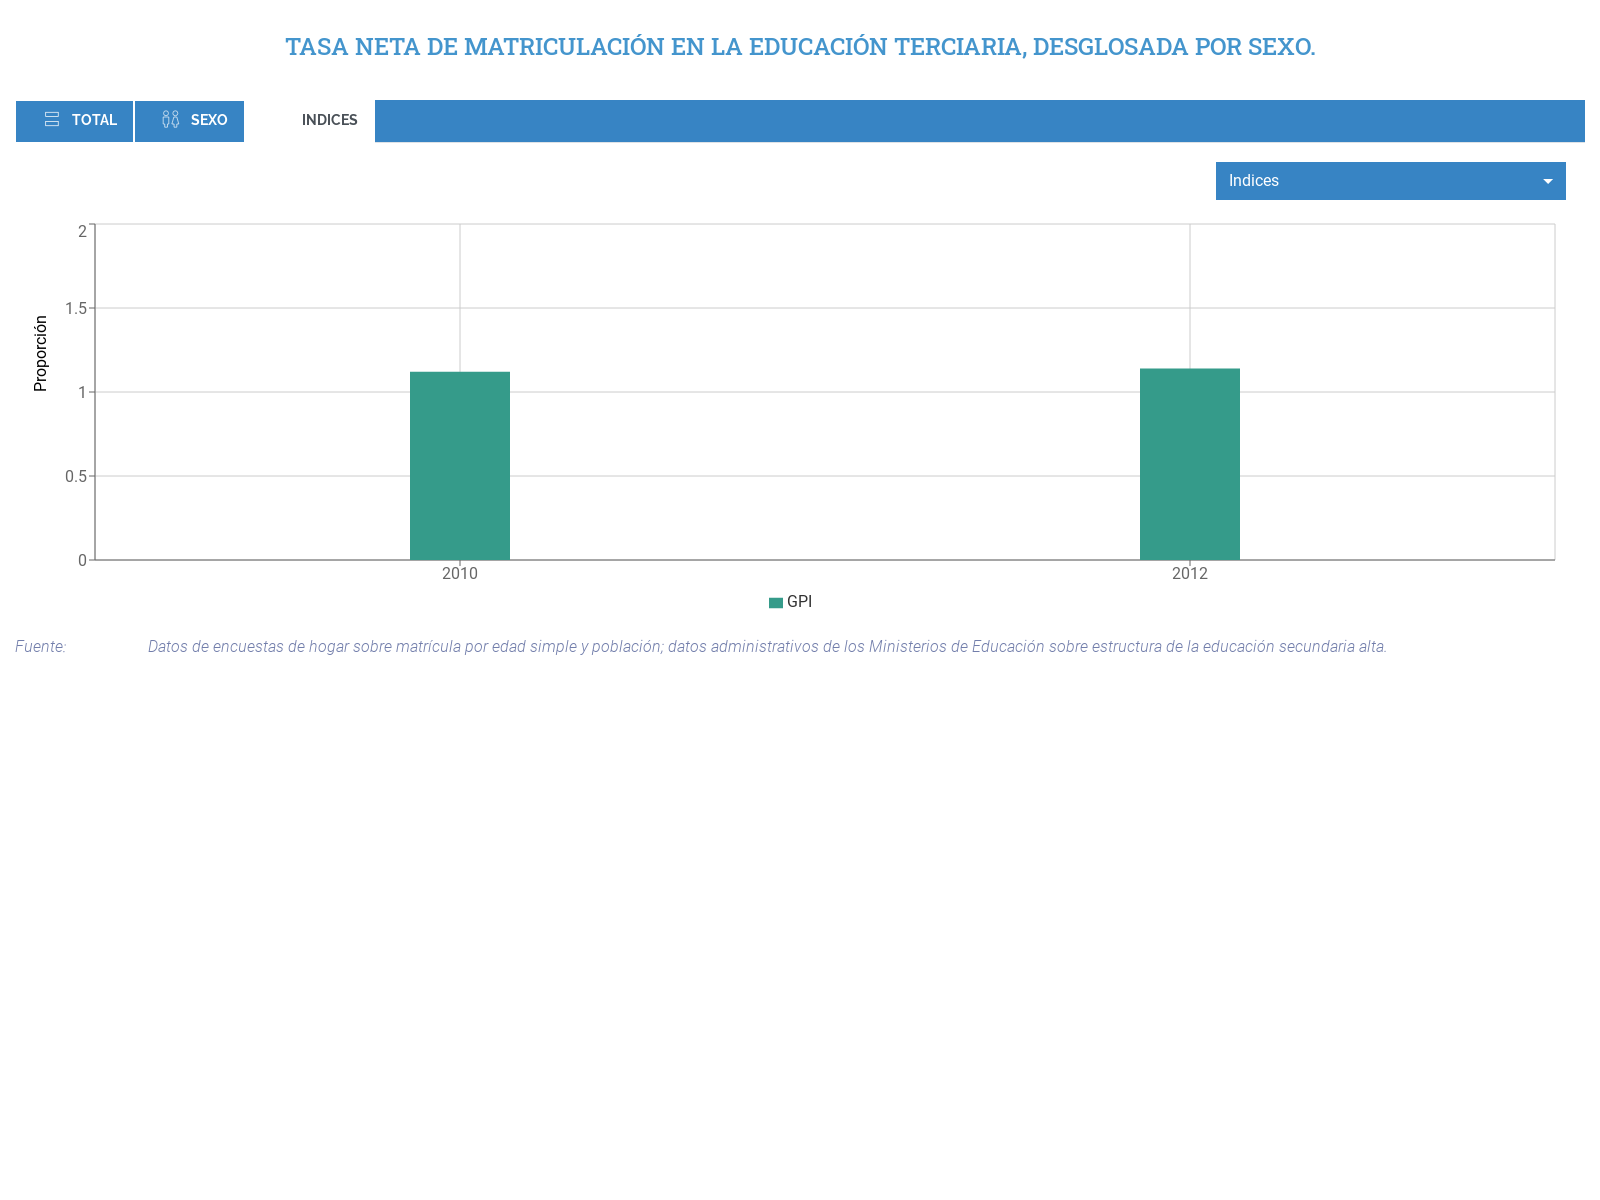 TASA NETA DE MATRICULACIÓN EN LA EDUCACIÓN TERCIARIA, DESGLOSADA POR SEXO.
TOTAL SEXO INDICES
Indices
2
1.5
1
0.5
0
Proporción
2010 2012
GPI
Fuente: Datos de encuestas de hogar sobre matrícula por edad simple y población; datos administrativos de los Ministerios de Educación sobre estructura de la educación secundaria alta.